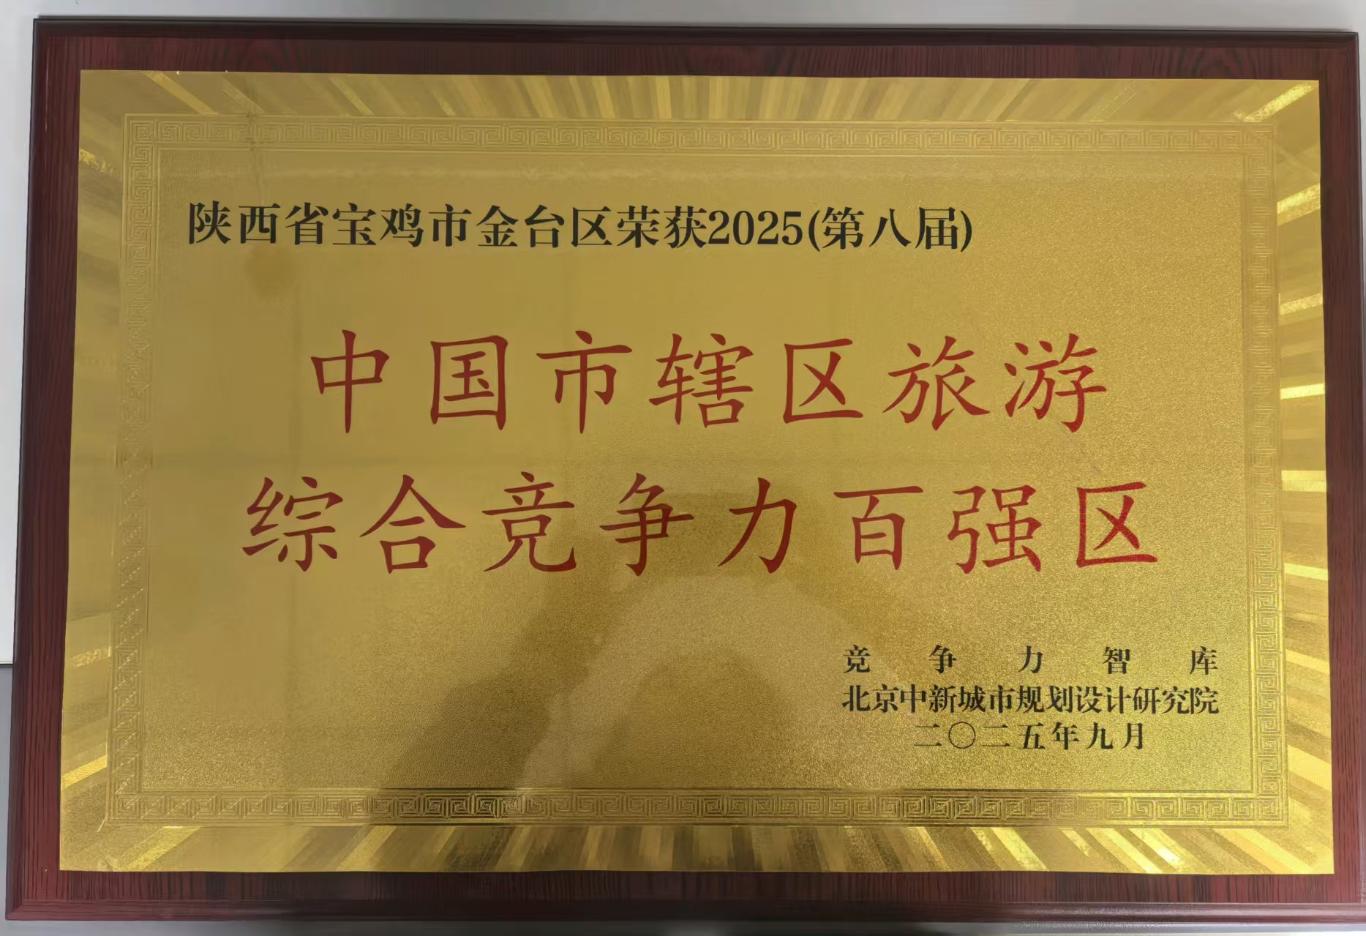 陕西省宝鸡市金台区荣获2025(第八届)
中国市辖区旅游
综合竞争力百强区
竞争力智库
北京中新城市规划设计研究院
二〇二五年九月